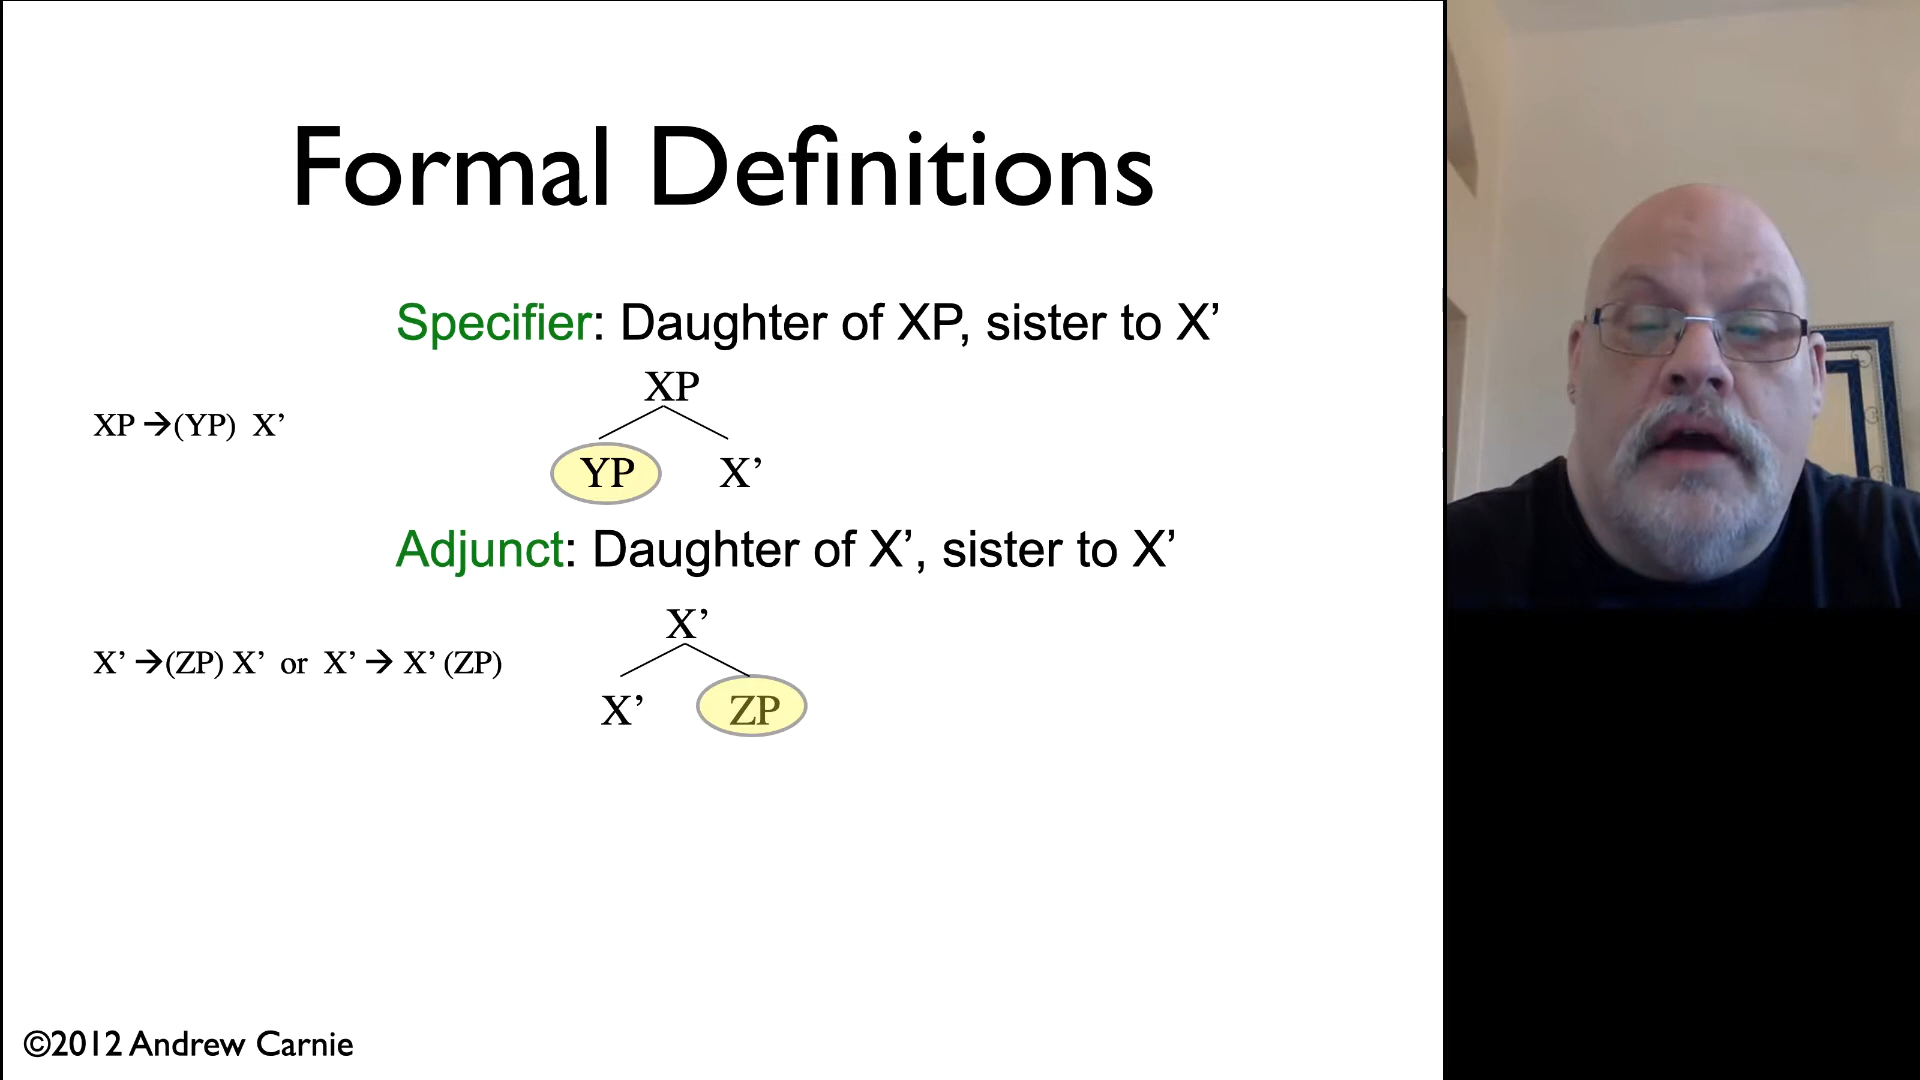 Formal Definitions
Specifier: Daughter of XP, sister to X’
XP
XP →(YP) X’
YP X’
Adjunct: Daughter of X’, sister to X’
X’
X’ →(ZP) X’ or X’ → X’ (ZP)
X’ ZP
©2012 Andrew Carnie